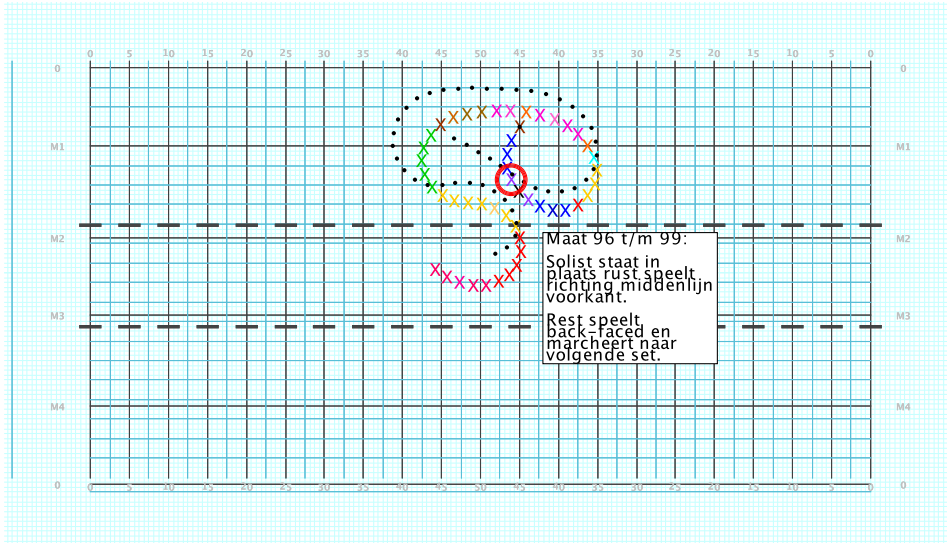 0 5 10 15 20 25 30 35 40 45 50 45 40 35 30 25 20 15 10 5 0
0 0
M1 M1
M2 M2
Maat 96 t/m 99:
Solist staat in
plaats rust speelt
richting middenlijn
voorkant.
M3 M3
Rest speelt
back-faced en
marcheert naar
volgende set.
M4 M4
0 0
0 5 10 15 20 25 30 35 40 45 50 45 40 35 30 25 20 15 10 5 0